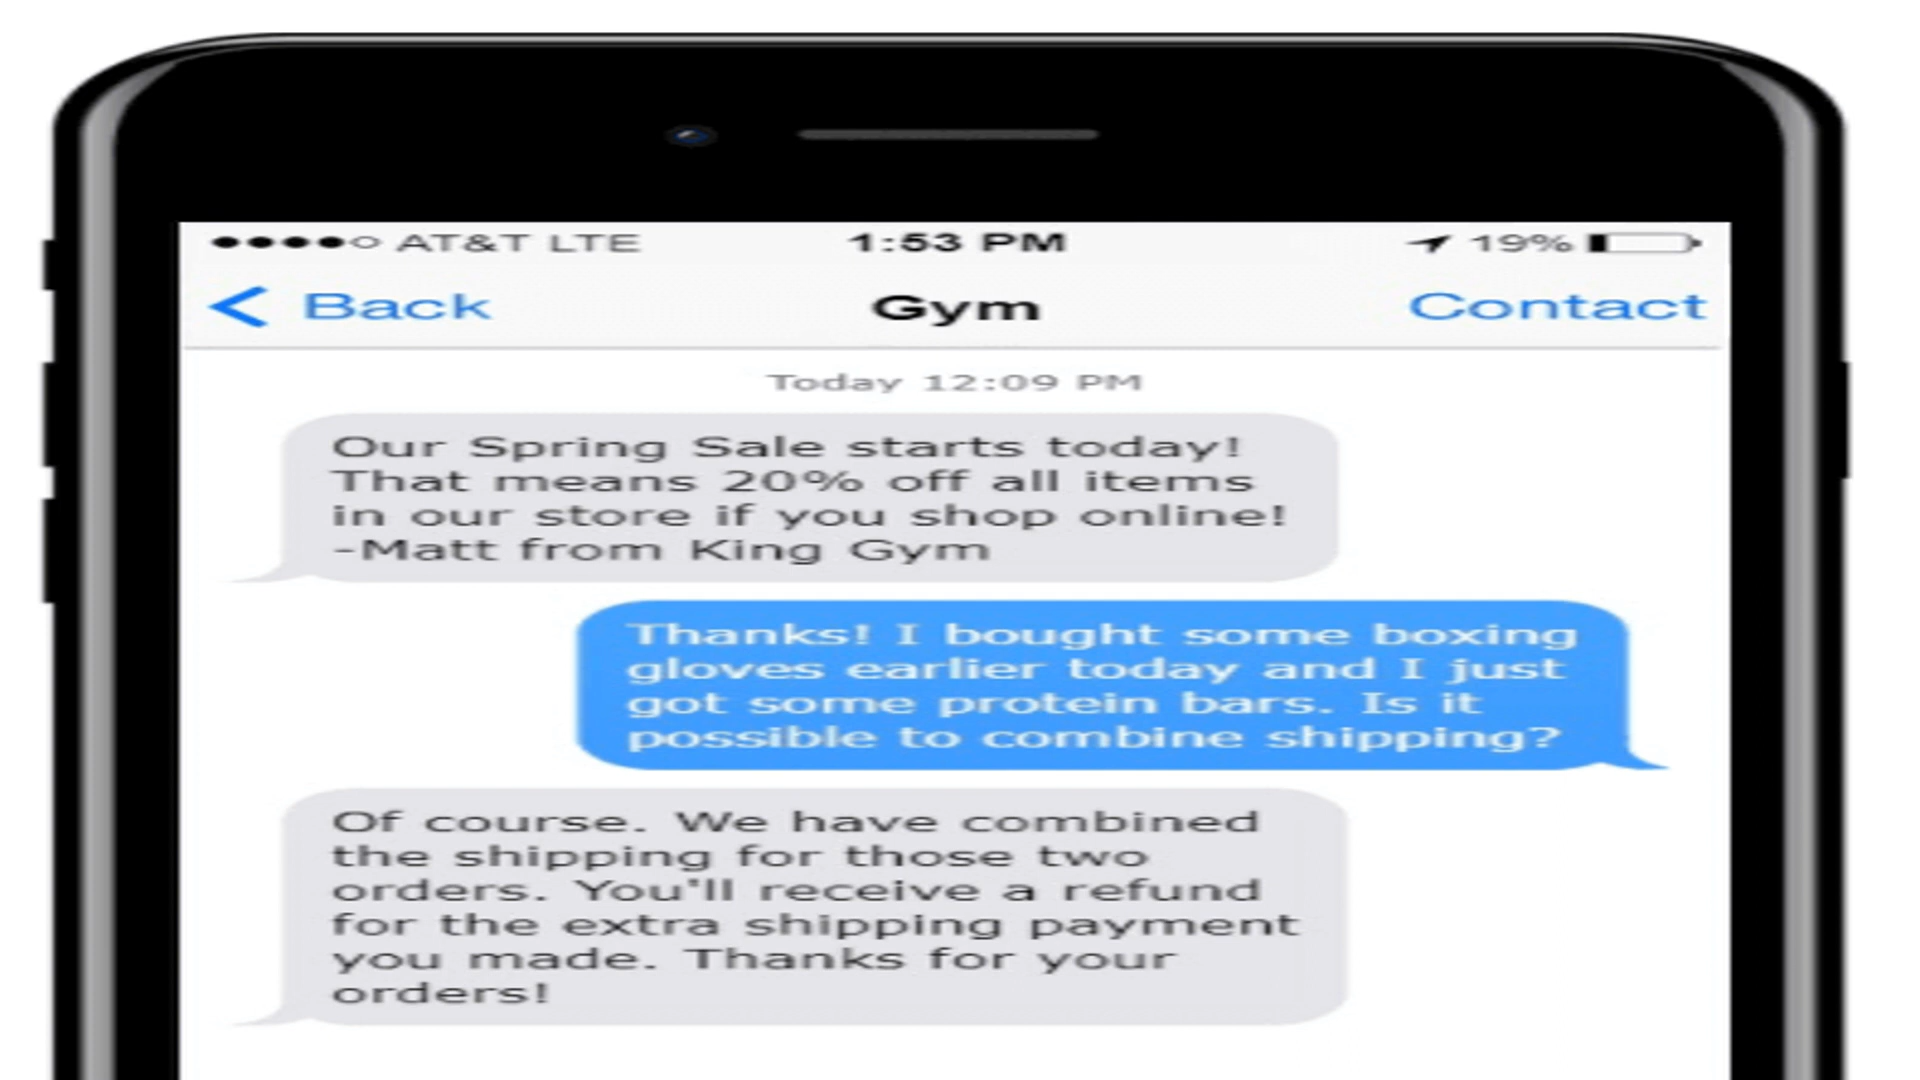 AT&T LTE 1:53 PM 19%
Back Gym Contact
Today 12:09 PM
Our Spring Sale starts today!
That means 20% off all items
in our store if you shop online!
-Matt from King Gym
Thanks! I bought some boxing
gloves earlier today and I just
got some protein bars. Is it
possible to combine shipping?
Of course. We have combined
the shipping for those two
orders. You'll receive a refund
for the extra shipping payment
you made. Thanks for your
orders!